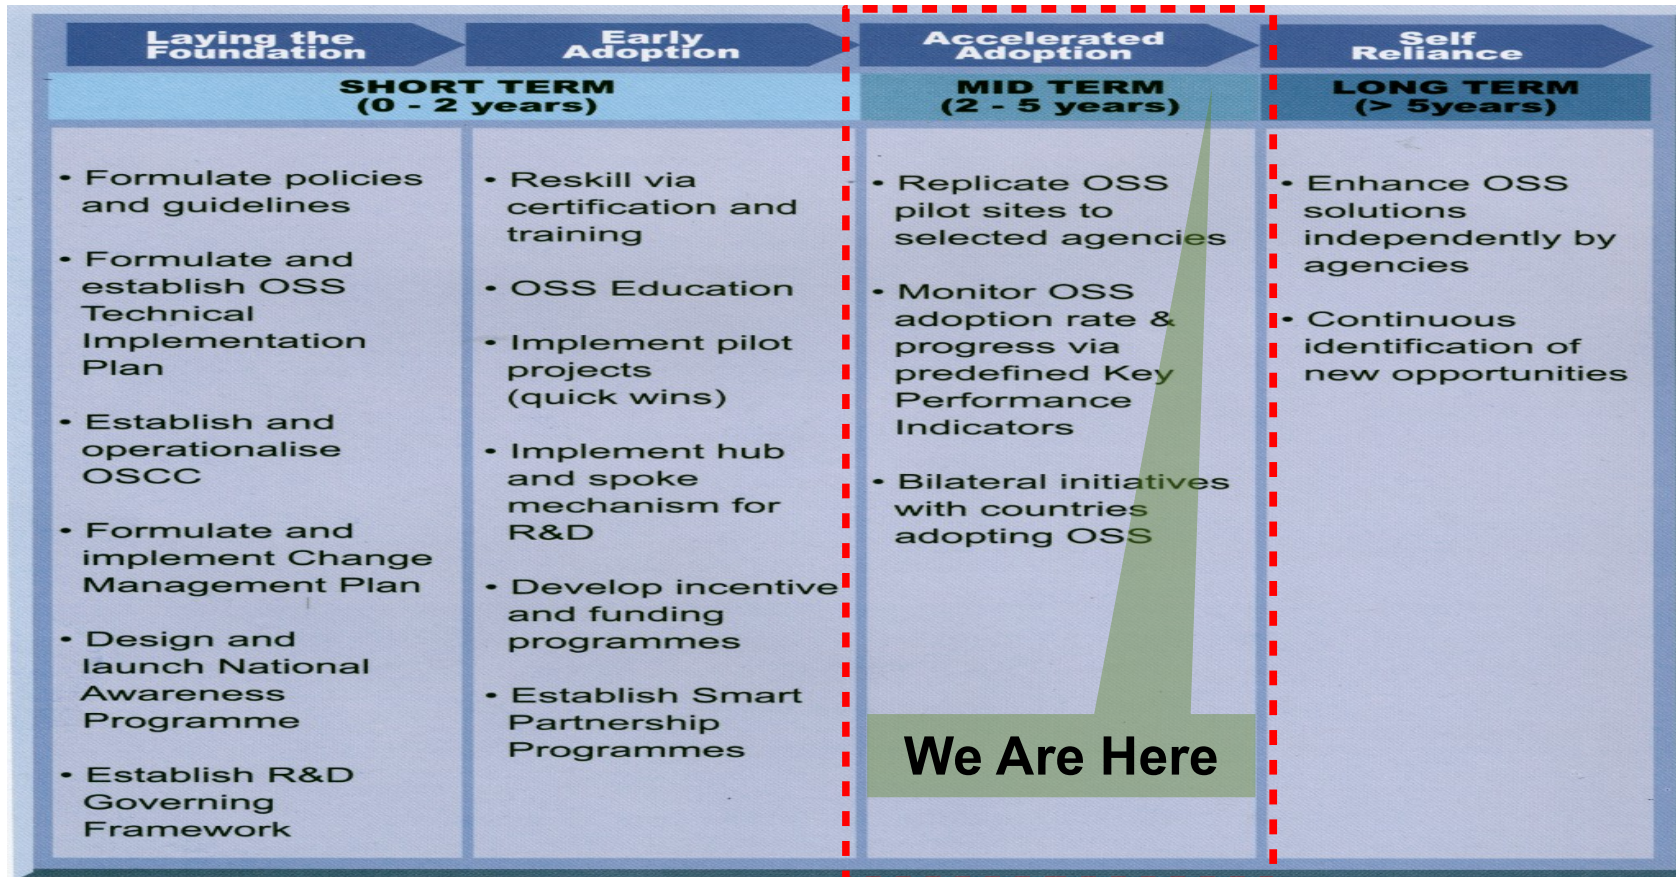 Laying the
Foundation
Early
Adoption
Accelerated
Adoption
Self
Reliance
SHORT TERM
(0 - 2 years)
MID TERM
(2 - 5 years)
LONG TERM
(> 5years)
• Formulate policies
and guidelines
• Formulate and
establish OSS
Technical
Implementation
Plan
• Establish and
operationalise
OSCC
• Formulate and
implement Change
Management Plan
• Design and
launch National
Awareness
Programme
• Establish R&D
Governing
Framework
• Reskill via
certification and
training
• OSS Education
• Implement pilot
projects
(quick wins)
• Implement hub
and spoke
mechanism for
R&D
• Develop incentive
and funding
programmes
• Establish Smart
Partnership
Programmes
• Replicate OSS
pilot sites to
selected agencies
• Monitor OSS
adoption rate &
progress via
predefined Key
Performance
Indicators
• Bilateral initiatives
with countries
adopting OSS
We Are Here
• Enhance OSS
solutions
independently by
agencies
• Continuous
identification of
new opportunities